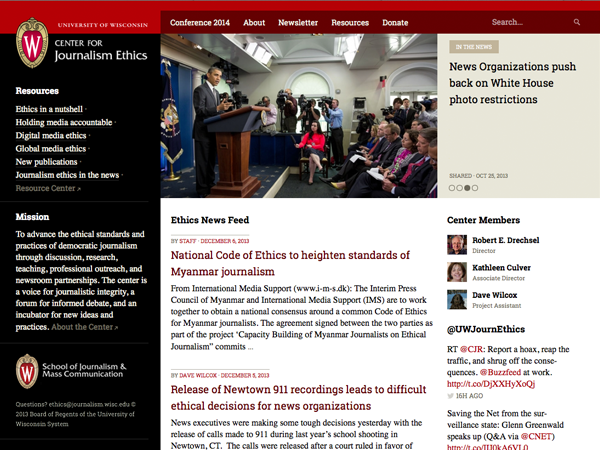 UNIVERSITY OF WISCONSIN
CENTER FOR
Journalism Ethics
Conference 2014
About
Newsletter
Resources
Donate
Search...
Resources
Ethics in a nutshell
Holding media accountable
Digital media ethics
Global media ethics
New publications
Journalism ethics in the news
Resource Center
Mission
To advance the ethical standards and
practices of democratic journalism
through discussion, research,
teaching, professional outreach, and
newsroom partnerships. The center is
a voice for journalistic integrity, a
forum for informed debate, and an
incubator for new ideas and
practices. About the Center
School of Journalism &
Mass Communication
Questions? ethics@journalism.wisc.edu ©
2013 Board of Regents of the University of
Wisconsin System
IN THE NEWS
News Organizations push
back on White House
photo restrictions
SHARED · OCT 25, 2013
Ethics News Feed
BY STAFF · DECEMBER 6, 2013
National Code of Ethics to heighten standards of
Myanmar journalism
From International Media Support (www.i-m-s.dk): The Interim Press
Council of Myanmar and International Media Support (IMS) are to work
together to obtain a national consensus around a common Code of Ethics
for Myanmar journalists. The agreement signed between the two parties as
part of the project ‘Capacity Building of Myanmar Journalists on Ethical
Journalism” commits ...
BY DAVE WILCOX · DECEMBER 5, 2013
Release of Newtown 911 recordings leads to difficult
ethical decisions for news organizations
News executives were making some tough decisions yesterday with the
release of calls made to 911 during last year’s school shooting in
Newtown, CT. The calls were released after a court ruled in favor of
Center Members
Robert E. Drechsel
Director
Kathleen Culver
Associate Director
Dave Wilcox
Project Assistant
@UWJournEthics
RT @CJR: Report a hoax, reap the
traffic, and shrug off the conse-
quences. @Buzzfeed at work.
http://t.co/DjXXHyXoQj
16H AGO
Saving the Net from the sur-
veillance state: Glenn Greenwald
speaks up (Q&A via @CNET)